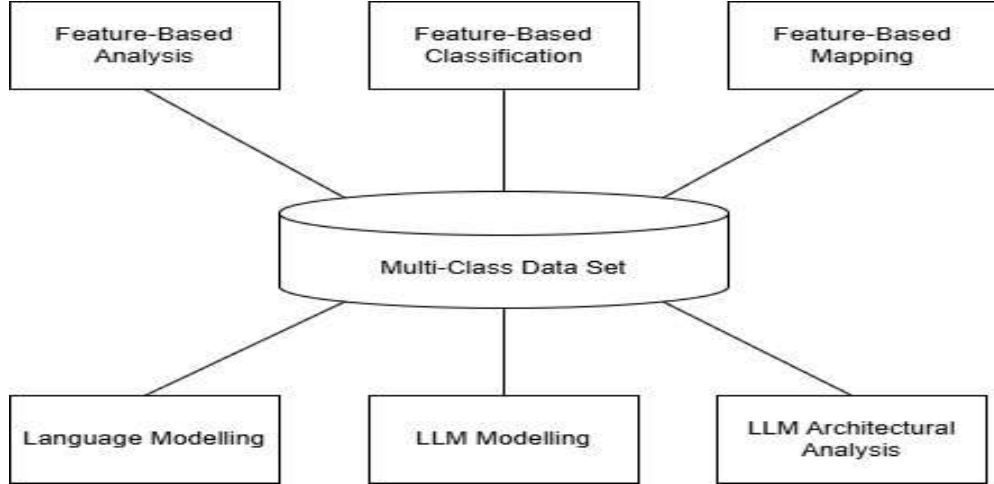 Feature-Based
Analysis
Feature-Based
Classification
Feature-Based
Mapping
Multi-Class Data Set
Language Modelling
LLM Modelling
LLM Architectural
Analysis